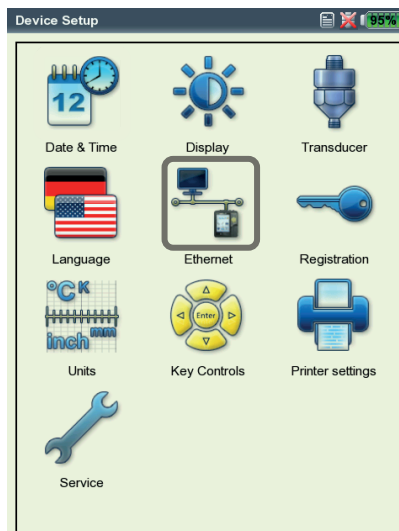 Device Setup 95%
12
Date & Time Display Transducer
Language Ethernet Registration
°C K
inch mm
Enter
Units Key Controls Printer settings
Service